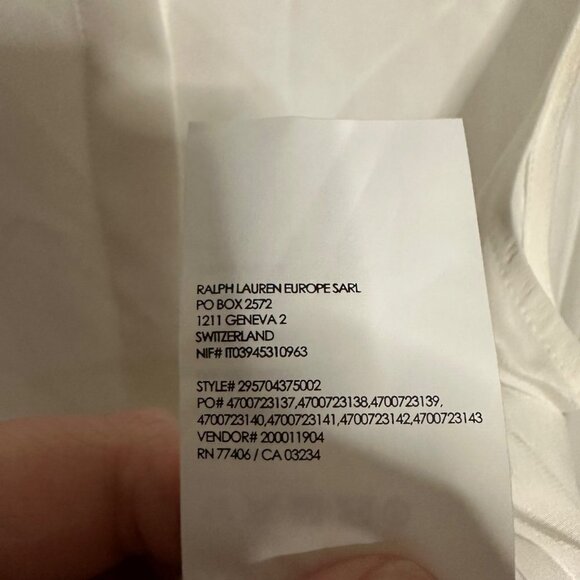 RALPH LAUREN EUROPE SARL
PO BOX 2572
1211 GENEVA 2
SWITZERLAND
NIF# IT03945310963
STYLE# 295704375002
PO# 4700723137,4700723138,4700723139,
4700723140,4700723141,4700723142,4700723143
VENDOR# 200011904
RN 77406 / CA 03234